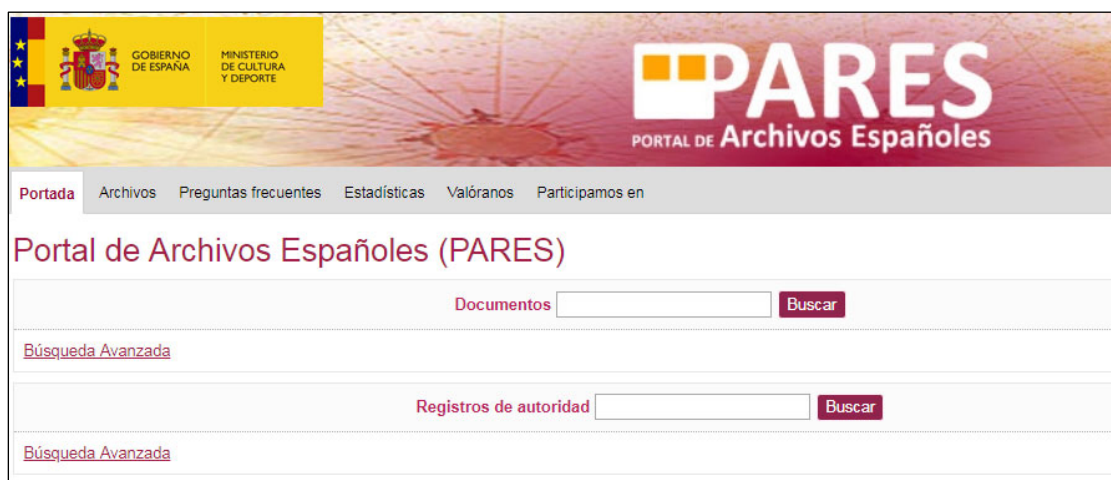 GOBIERNO
DE ESPAÑA
MINISTERIO
DE CULTURA
Y DEPORTE
PARES
PORTAL DE Archivos Españoles
Portada Archivos Preguntas frecuentes Estadísticas Valóranos Participamos en
Portal de Archivos Españoles (PARES)
Documentos Buscar
Búsqueda Avanzada
Registros de autoridad Buscar
Búsqueda Avanzada